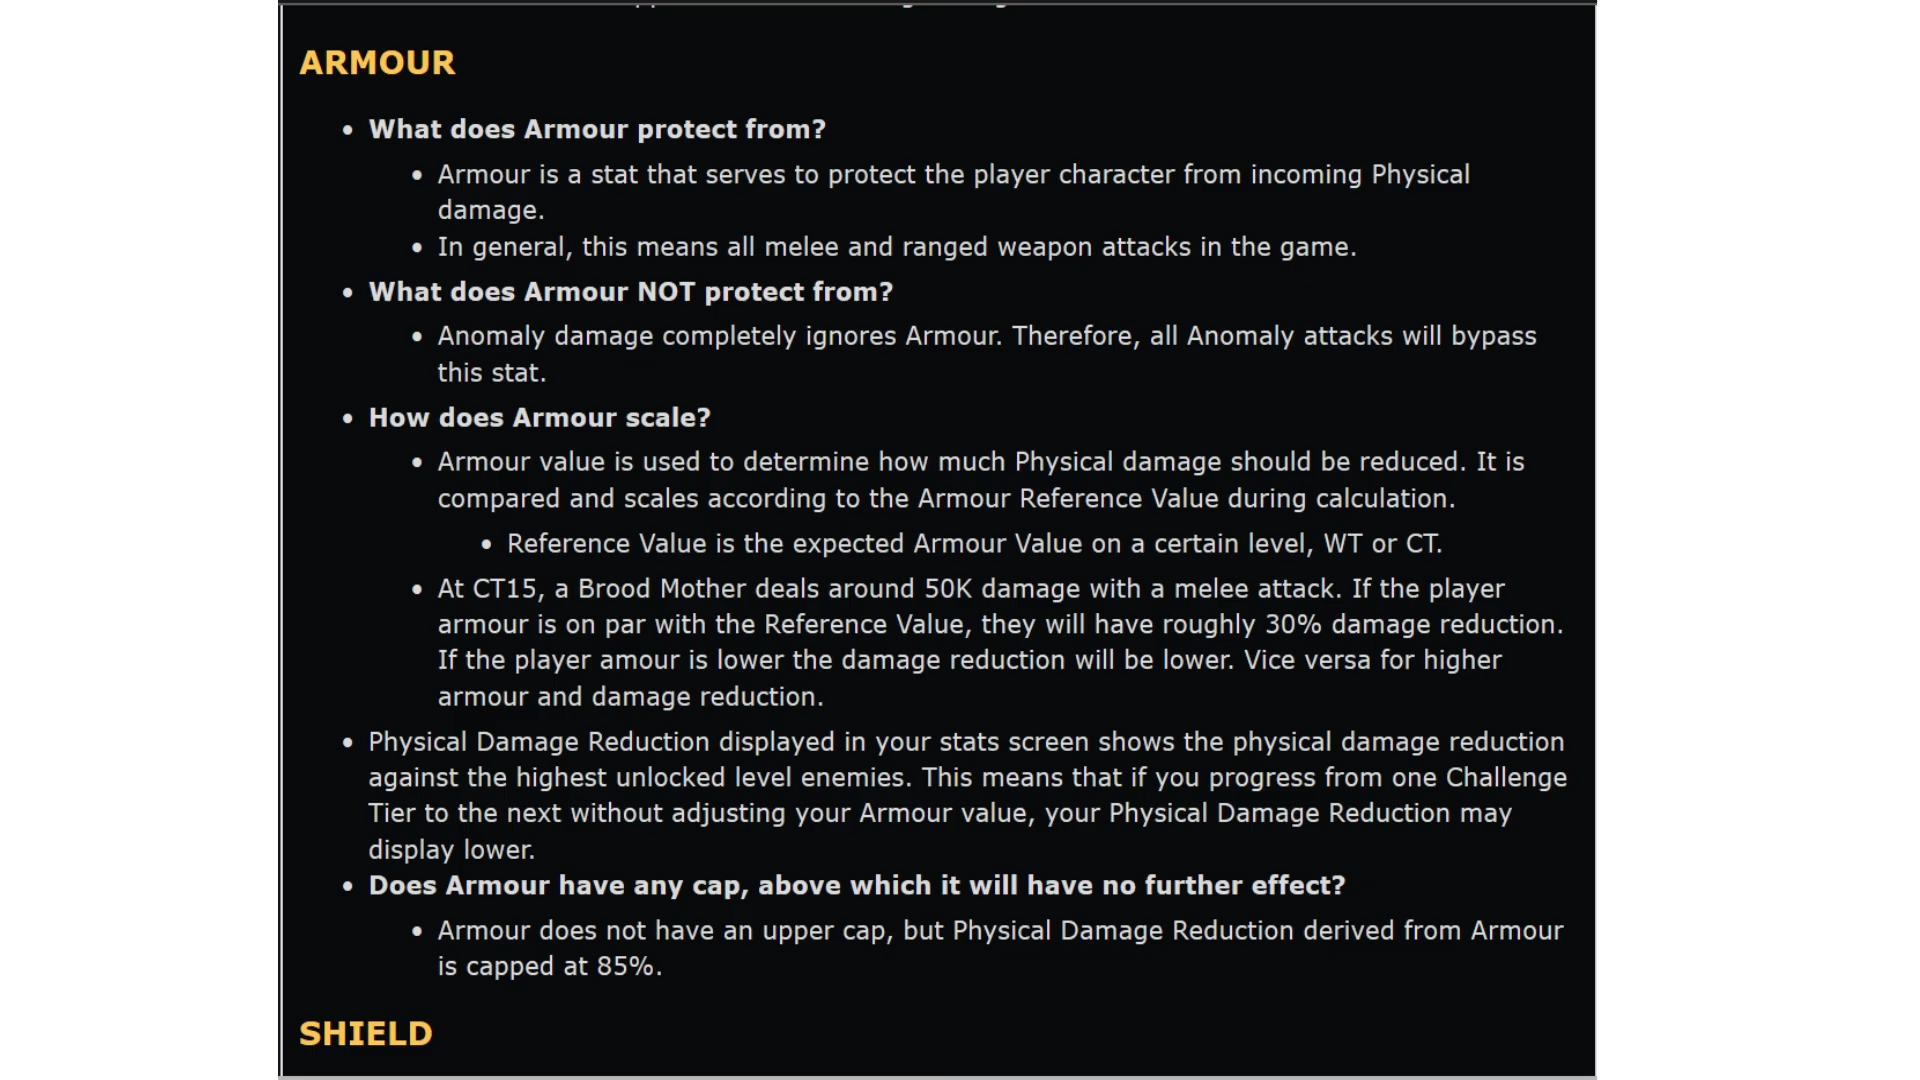 ARMOUR
• What does Armour protect from?
• Armour is a stat that serves to protect the player character from incoming Physical
damage.
• In general, this means all melee and ranged weapon attacks in the game.
• What does Armour NOT protect from?
• Anomaly damage completely ignores Armour. Therefore, all Anomaly attacks will bypass
this stat.
• How does Armour scale?
• Armour value is used to determine how much Physical damage should be reduced. It is
compared and scales according to the Armour Reference Value during calculation.
• Reference Value is the expected Armour Value on a certain level, WT or CT.
• At CT15, a Brood Mother deals around 50K damage with a melee attack. If the player
armour is on par with the Reference Value, they will have roughly 30% damage reduction.
If the player amour is lower the damage reduction will be lower. Vice versa for higher
armour and damage reduction.
• Physical Damage Reduction displayed in your stats screen shows the physical damage reduction
against the highest unlocked level enemies. This means that if you progress from one Challenge
Tier to the next without adjusting your Armour value, your Physical Damage Reduction may
display lower.
• Does Armour have any cap, above which it will have no further effect?
• Armour does not have an upper cap, but Physical Damage Reduction derived from Armour
is capped at 85%.
SHIELD